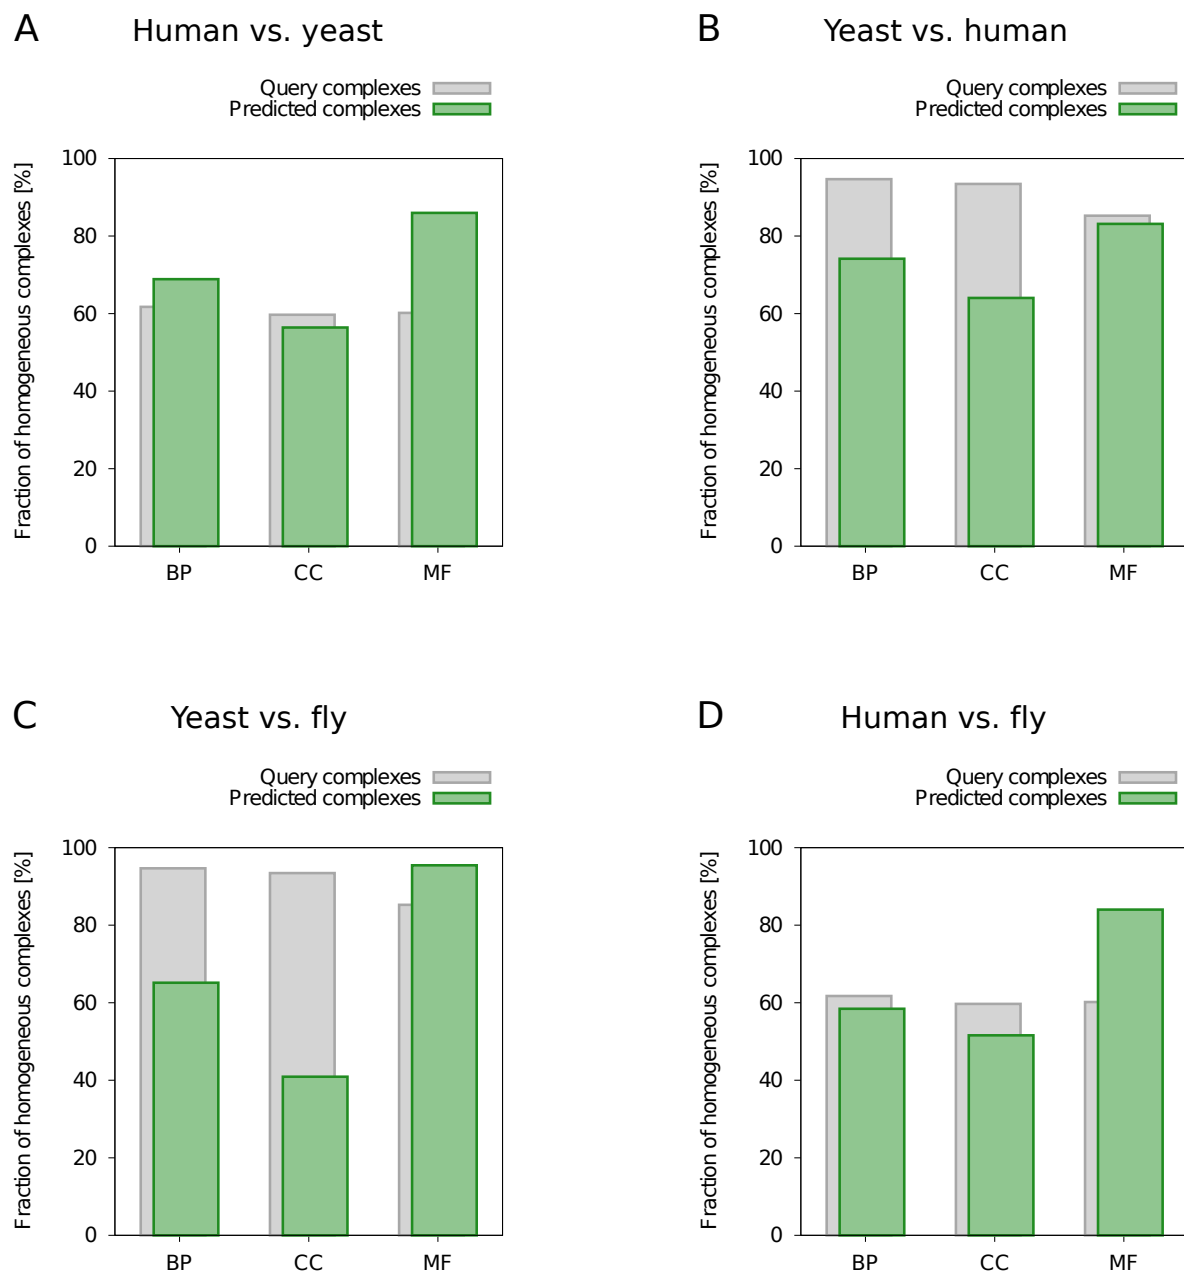 A Human vs. yeast
Query complexes
Predicted complexes
Fraction of homogeneous complexes [%]
100
80
60
40
20
0
BP CC MF
B Yeast vs. human
Query complexes
Predicted complexes
Fraction of homogeneous complexes [%]
100
80
60
40
20
0
BP CC MF
C Yeast vs. fly
Query complexes
Predicted complexes
Fraction of homogeneous complexes [%]
100
80
60
40
20
0
BP CC MF
D Human vs. fly
Query complexes
Predicted complexes
Fraction of homogeneous complexes [%]
100
80
60
40
20
0
BP CC MF